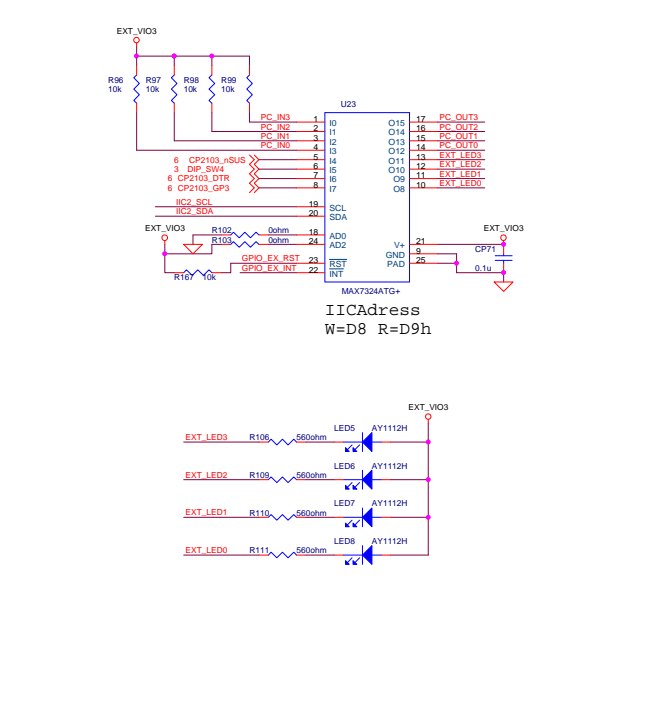 EXT_VIO3
R96 R97 R98 R99
10k 10k 10k 10k
U23
PC_IN3 1 I0 O15 17 PC_OUT3
PC_IN2 2 I1 O14 16 PC_OUT2
PC_IN1 3 I2 O13 15 PC_OUT1
PC_IN0 4 I3 O12 14 PC_OUT0
6 CP2103_nSUS 5 I4 O11 13 EXT_LED3
3 DIP_SW4 6 I5 O10 12 EXT_LED2
6 CP2103_DTR 7 I6 O9 11 EXT_LED1
6 CP2103_GP3 8 I7 O8 10 EXT_LED0
IIC2_SCL 19 SCL
IIC2_SDA 20 SDA
EXT_VIO3 R102 0ohm 18 AD0 EXT_VIO3
R103 0ohm 24 AD2 V+ 21
GND 9 CP71
GPIO_EX_RST 23 RST PAD 25
GPIO_EX_INT 22 INT 0.1u
R167 10k
MAX7324ATG+
IICAdress
W=D8 R=D9h
EXT_VIO3
LED5 AY1112H
EXT_LED3 R106 560ohm
LED6 AY1112H
EXT_LED2 R109 560ohm
LED7 AY1112H
EXT_LED1 R110 560ohm
LED8 AY1112H
EXT_LED0 R111 560ohm